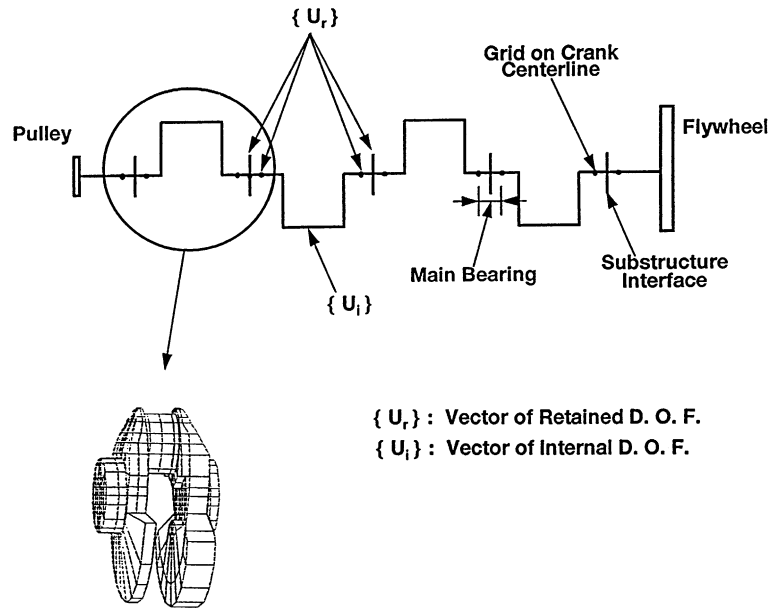 { Ur }
Grid on Crank
Centerline
Pulley
Flywheel
Main Bearing
Substructure
Interface
{ Ui }
{ Ur } : Vector of Retained D. O. F.
{ Ui } : Vector of Internal D. O. F.